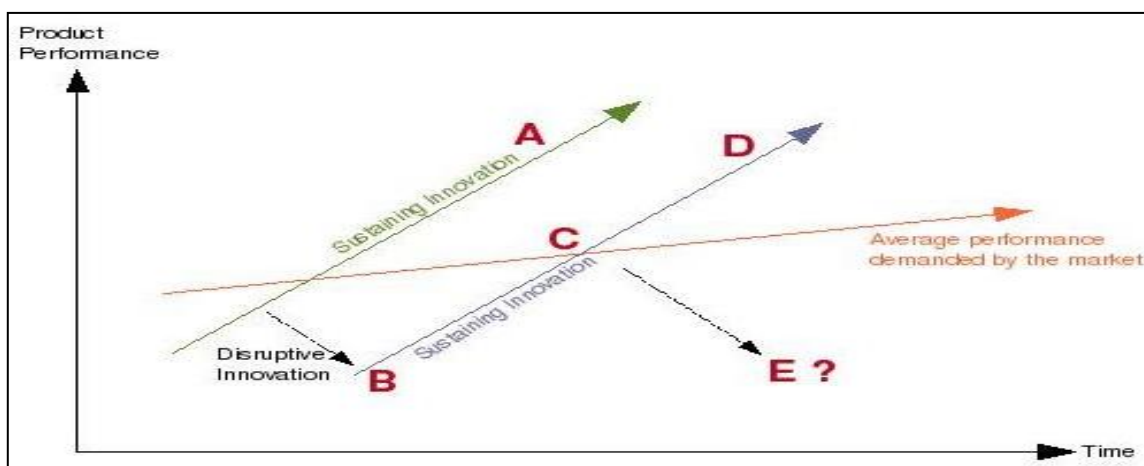 Product
Performance
A
Sustaining Innovation
D
C
Sustaining Innovation
Average performance
demanded by the market
Disruptive
Innovation
B
E ?
Time